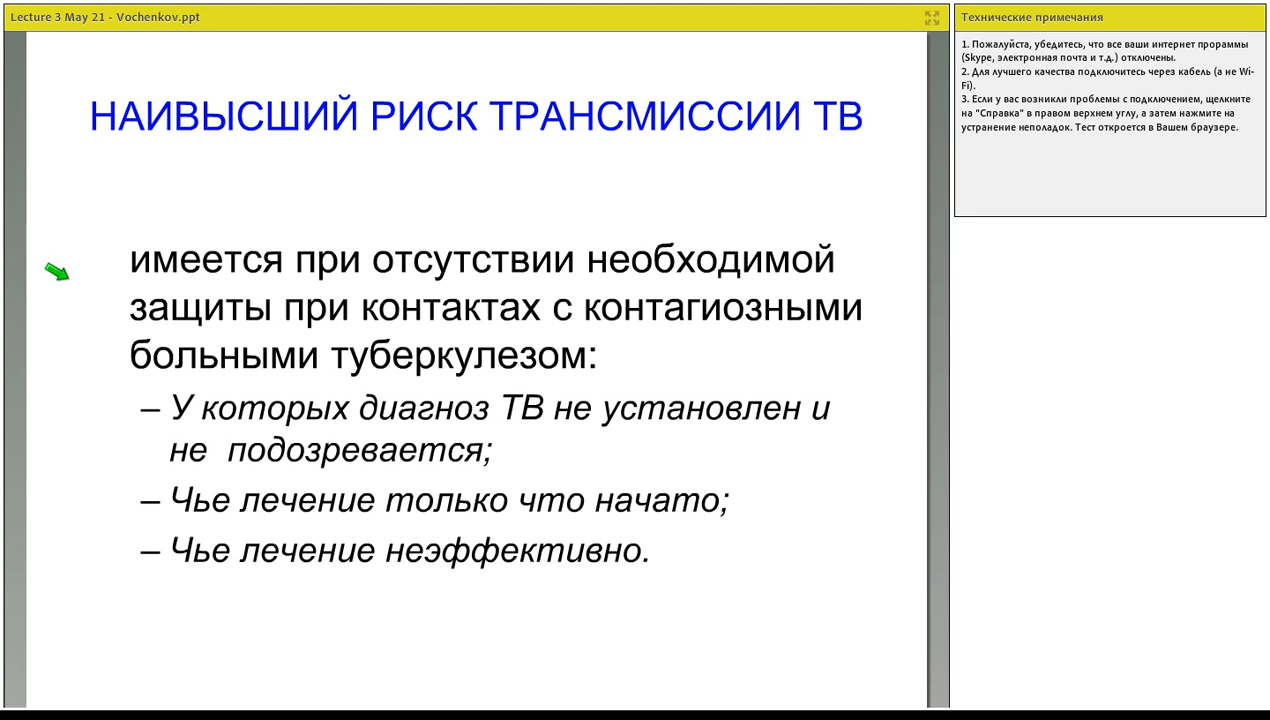 Lecture 3 May 21 - Vochenkov.ppt
НАИВЫСШИЙ РИСК ТРАНСМИССИИ ТВ
имеется при отсутствии необходимой
защиты при контактах с контагиозными
больными туберкулезом:
– У которых диагноз ТВ не установлен и
не подозревается;
– Чье лечение только что начато;
– Чье лечение неэффективно.
Технические примечания
1. Пожалуйста, убедитесь, что все ваши интернет прораммы
(Skype, электронная почта и т.д.) отключены.
2. Для лучшего качества подключитесь через кабель (а не Wi-
Fi).
3. Если у вас возникли проблемы с подключением, щелкните
на "Справка" в правом верхнем углу, а затем нажмите на
устранение неполадок. Тест откроется в Вашем браузере.